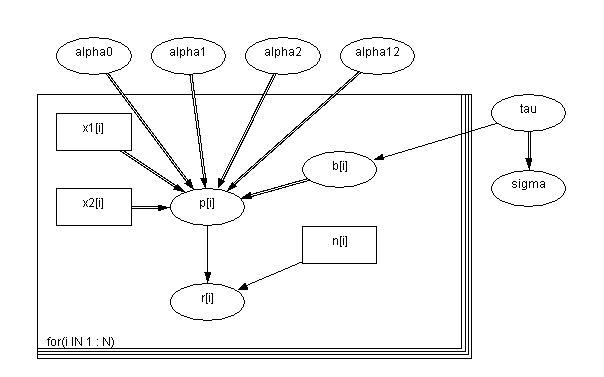 alpha0
alpha1
alpha2
alpha12
x1[i]
tau
b[i]
sigma
x2[i]
p[i]
n[i]
r[i]
for(i IN 1 : N)